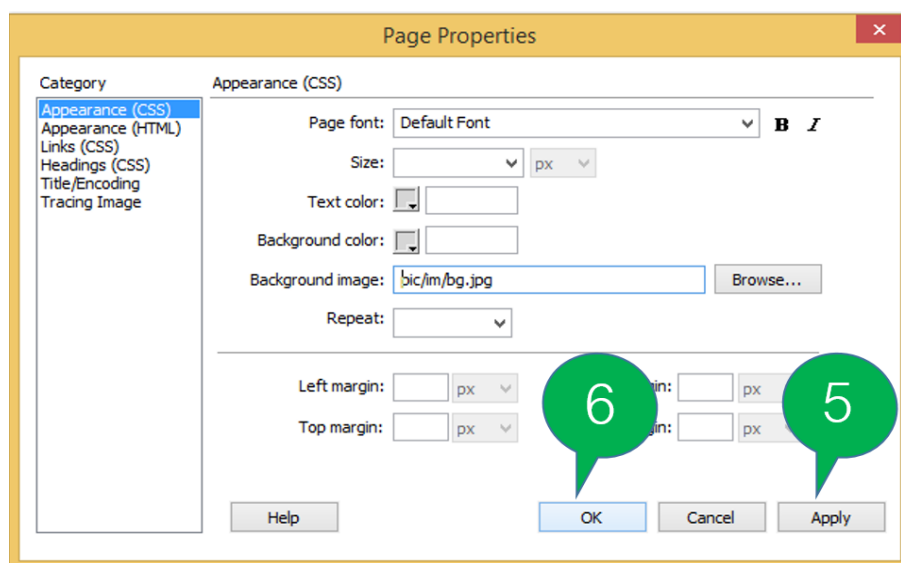 Page Properties
Category
Appearance (CSS)
Appearance (HTML)
Links (CSS)
Headings (CSS)
Title/Encoding
Tracing Image
Appearance (CSS)
Page font: Default Font B I
Size: px
Text color:
Background color:
Background image: bic/im/bg.jpg Browse...
Repeat:
Left margin: px gin: px
Top margin: px gin: px
6
5
Help OK Cancel Apply